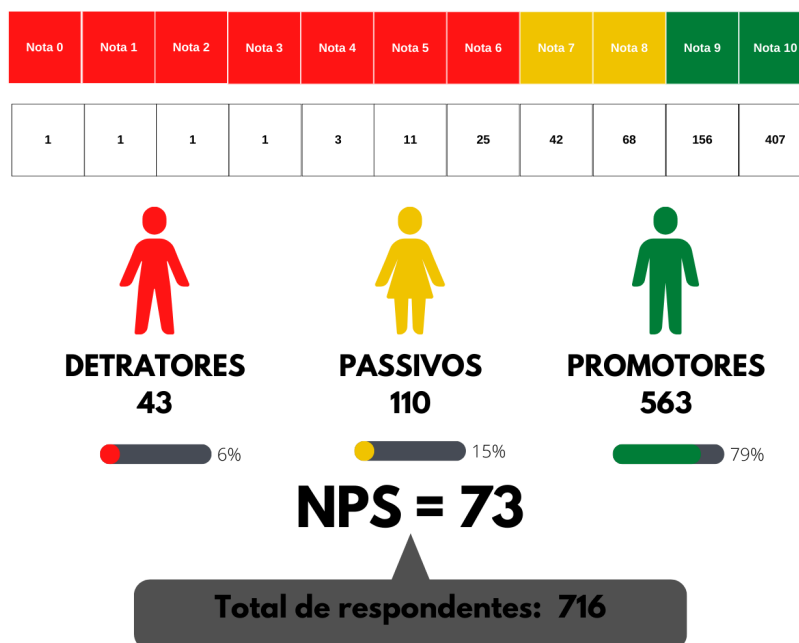 Nota 0 Nota 1 Nota 2 Nota 3 Nota 4 Nota 5 Nota 6 Nota 7 Nota 8 Nota 9 Nota 10
1 1 1 1 3 11 25 42 68 156 407
DETRATORES PASSIVOS PROMOTORES
43 110 563
6% 15% 79%
NPS = 73
Total de respondentes: 716